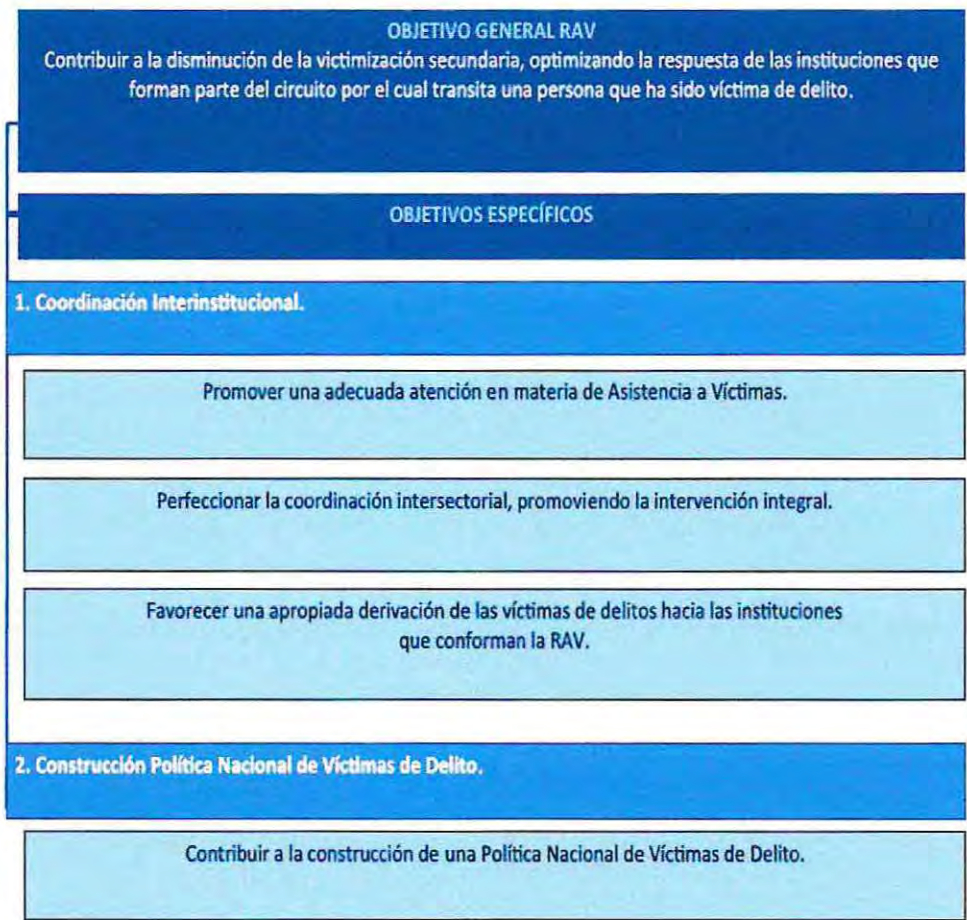 OBJETIVO GENERAL RAV
Contribuir a la disminución de la victimización secundaria, optimizando la respuesta de las instituciones que
forman parte del circuito por el cual transita una persona que ha sido víctima de delito.
OBJETIVOS ESPECÍFICOS
1. Coordinación Interinstitucional.
Promover una adecuada atención en materia de Asistencia a Víctimas.
Perfeccionar la coordinación intersectorial, promoviendo la intervención integral.
Favorecer una apropiada derivación de las víctimas de delitos hacia las instituciones
que conforman la RAV.
2. Construcción Política Nacional de Víctimas de Delito.
Contribuir a la construcción de una Política Nacional de Víctimas de Delito.